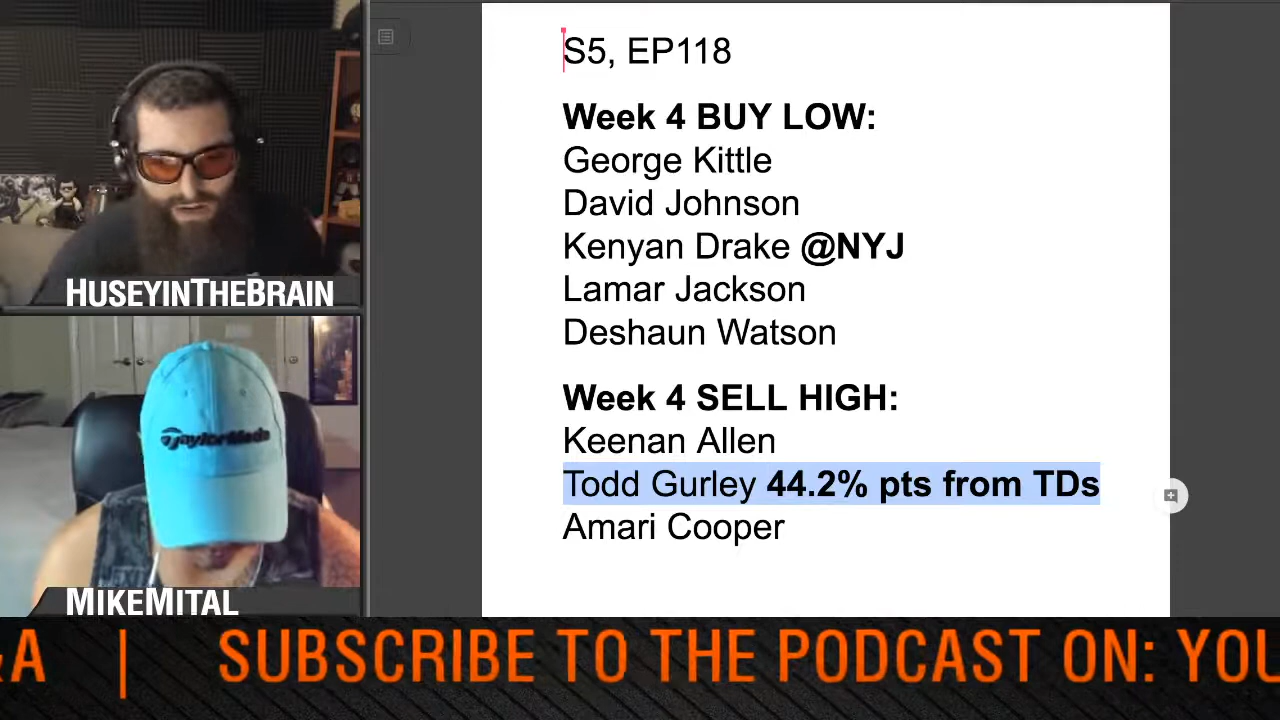 S5, EP118
Week 4 BUY LOW:
George Kittle
David Johnson
Kenyan Drake @NYJ
Lamar Jackson
Deshaun Watson
Week 4 SELL HIGH:
Keenan Allen
Todd Gurley 44.2% pts from TDs
Amari Cooper
HUSEYINTHEBRAIN
TaylorMade
MIKEMITAL
&A | SUBSCRIBE TO THE PODCAST ON: YOU